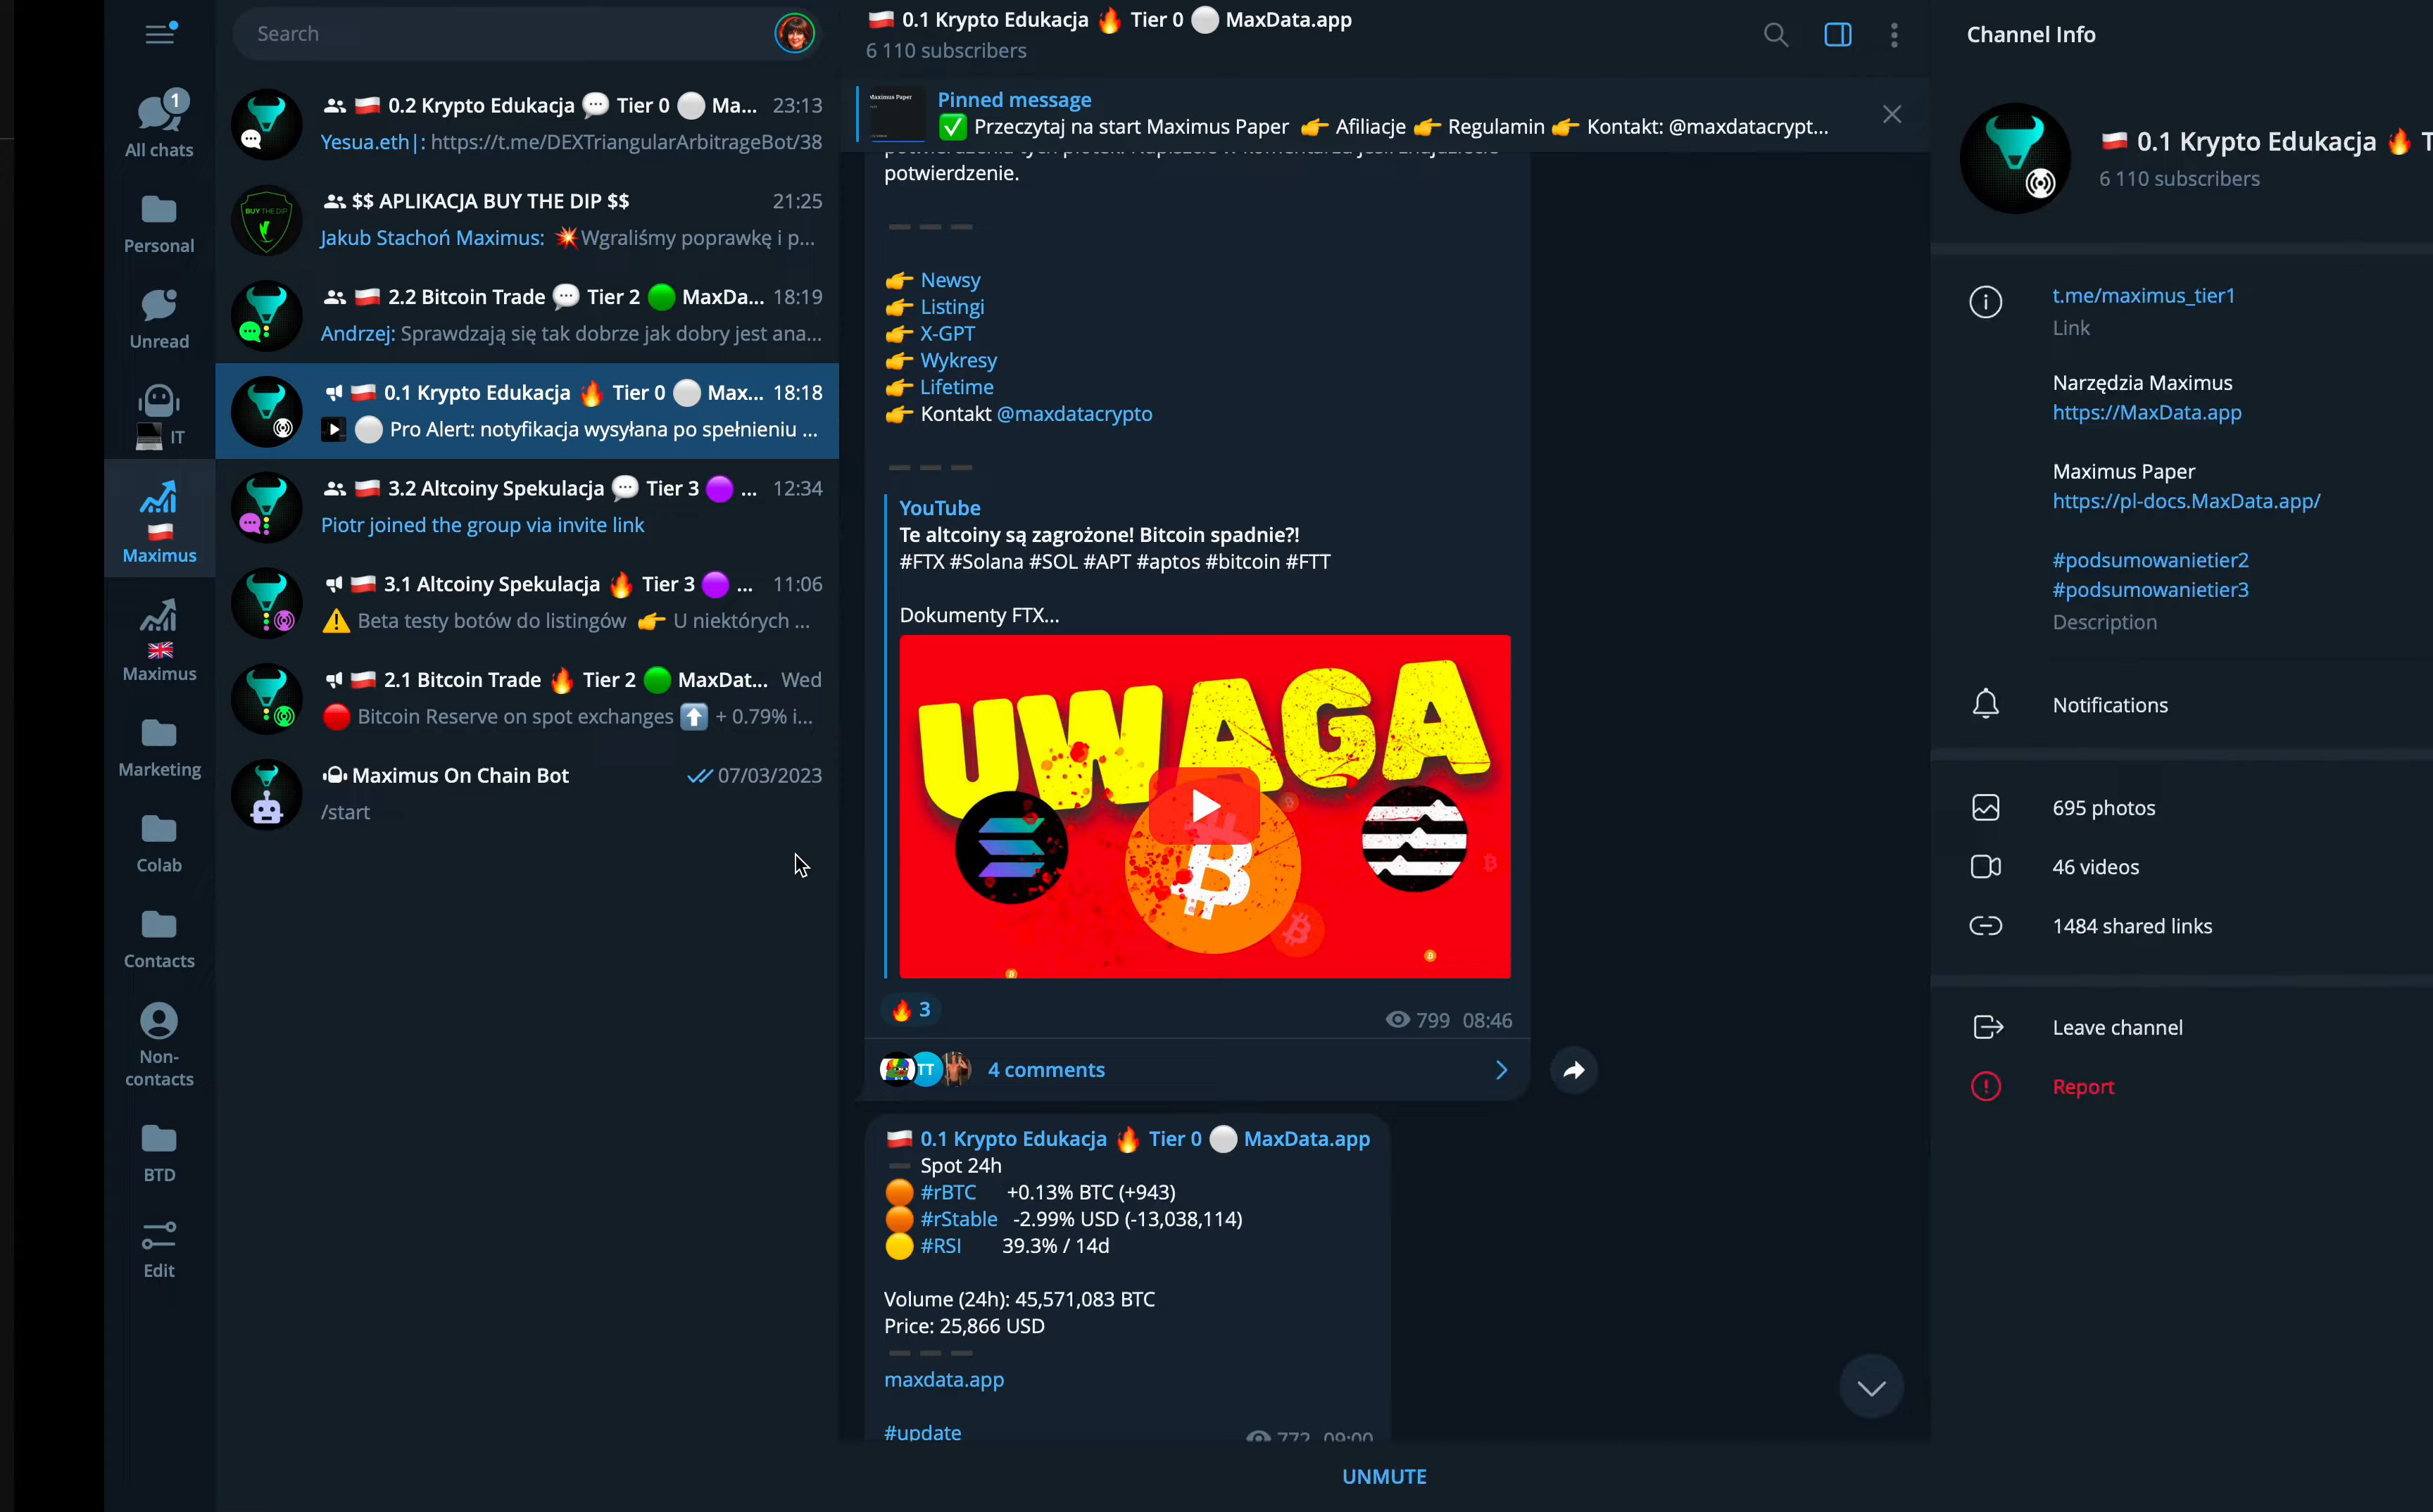 Search
1
All chats
Personal
Unread
IT
Maximus
Maximus
Marketing
Colab
Contacts
Non-
contacts
BTD
Edit
🇵🇱 0.2 Krypto Edukacja 💬 Tier 0 ⚪ Ma... 23:13
Yesua.eth|: https://t.me/DEXTriangularArbitrageBot/38
BUY THE DIP
$$ APLIKACJA BUY THE DIP $$ 21:25
Jakub Stachoń Maximus: 💥Wgraliśmy poprawkę i p...
🇵🇱 2.2 Bitcoin Trade 💬 Tier 2 🟢 MaxDa... 18:19
Andrzej: Sprawdzają się tak dobrze jak dobry jest ana...
🇵🇱 0.1 Krypto Edukacja 🔥 Tier 0 ⚪ Max... 18:18
⚪ Pro Alert: notyfikacja wysyłana po spełnieniu ...
🇵🇱 3.2 Altcoiny Spekulacja 💬 Tier 3 🟣 ... 12:34
Piotr joined the group via invite link
🇵🇱 3.1 Altcoiny Spekulacja 🔥 Tier 3 🟣 ... 11:06
⚠️ Beta testy botów do listingów 👉 U niektórych ...
🇵🇱 2.1 Bitcoin Trade 🔥 Tier 2 🟢 MaxDat... Wed
🔴 Bitcoin Reserve on spot exchanges ⬆️ + 0.79% i...
Maximus On Chain Bot 07/03/2023
/start
🇵🇱 0.1 Krypto Edukacja 🔥 Tier 0 ⚪ MaxData.app
6 110 subscribers
Maximus Paper
Pinned message
✅ Przeczytaj na start Maximus Paper 👉 Afiliacje 👉 Regulamin 👉 Kontakt: @maxdatacrypt...
potwierdzenie.
👉 Newsy
👉 Listingi
👉 X-GPT
👉 Wykresy
👉 Lifetime
👉 Kontakt @maxdatacrypto
YouTube
Te altcoiny są zagrożone! Bitcoin spadnie?!
#FTX #Solana #SOL #APT #aptos #bitcoin #FTT
Dokumenty FTX...
UWAGA
🔥 3
799 08:46
TT
4 comments
🇵🇱 0.1 Krypto Edukacja 🔥 Tier 0 ⚪ MaxData.app
➖ Spot 24h
🟠 #rBTC +0.13% BTC (+943)
🟠 #rStable -2.99% USD (-13,038,114)
🟡 #RSI 39.3% / 14d
Volume (24h): 45,571,083 BTC
Price: 25,866 USD
➖➖➖
maxdata.app
#update
772 09:00
UNMUTE
Channel Info
🇵🇱 0.1 Krypto Edukacja 🔥 T
6 110 subscribers
t.me/maximus_tier1
Link
Narzędzia Maximus
https://MaxData.app
Maximus Paper
https://pl-docs.MaxData.app/
#podsumowanietier2
#podsumowanietier3
Description
Notifications
695 photos
46 videos
1484 shared links
Leave channel
Report